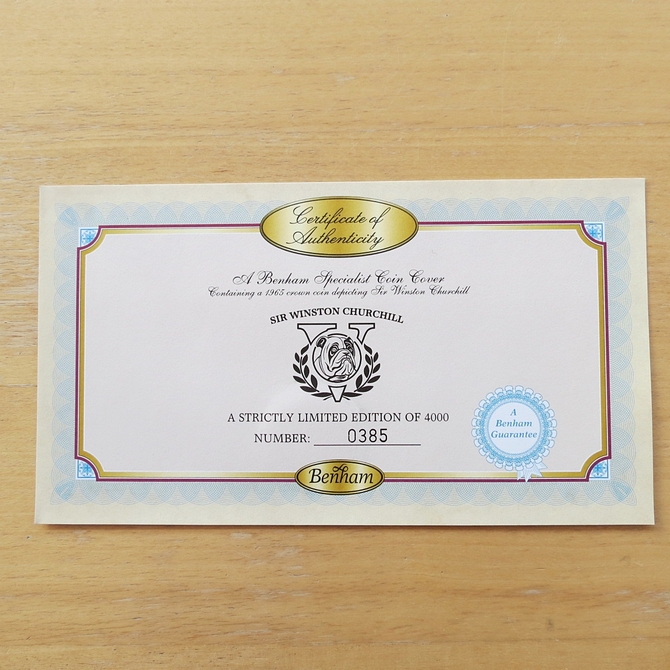 Certificate of
Authenticity
A Benham Specialist Coin Cover
Containing a 1965 crown coin depicting Sir Winston Churchill
SIR WINSTON CHURCHILL
V
A STRICTLY LIMITED EDITION OF 4000
NUMBER: 0385
A
Benham
Guarantee
Benham